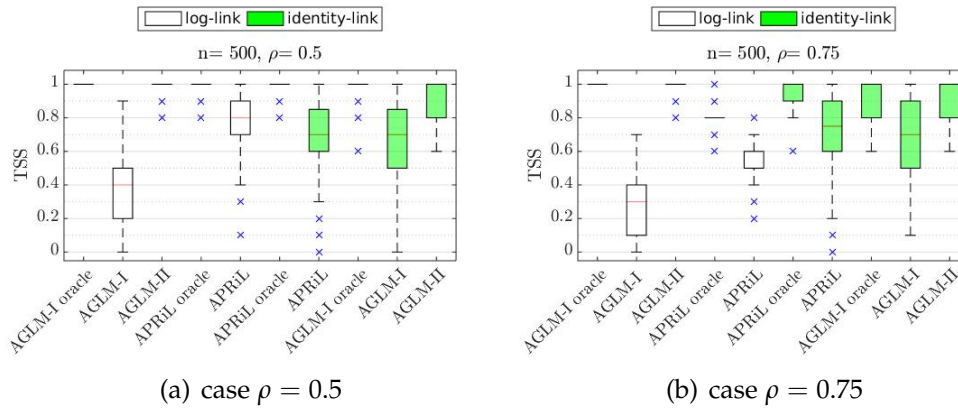 log-link identity-link
n= 500, ρ= 0.5
TSS
1
0.8
0.6
0.4
0.2
0
AGLM-I oracle
AGLM-I
AGLM-II
APRiL oracle
APRiL
APRiL oracle
APRiL
AGLM-I oracle
AGLM-I
AGLM-II
(a) case ρ = 0.5
log-link identity-link
n= 500, ρ= 0.75
TSS
1
0.8
0.6
0.4
0.2
0
AGLM-I oracle
AGLM-I
AGLM-II
APRiL oracle
APRiL
APRiL oracle
APRiL
AGLM-I oracle
AGLM-I
AGLM-II
(b) case ρ = 0.75